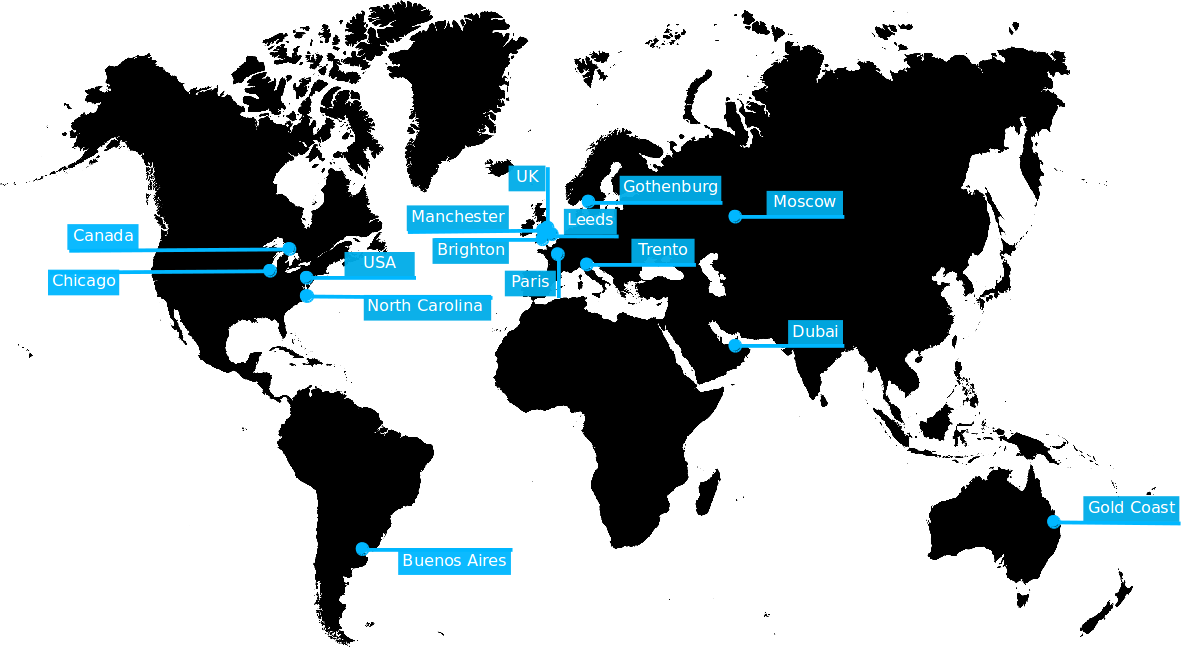 UK
Gothenburg
Moscow
Manchester
Leeds
Canada
Brighton
Trento
USA
Chicago
Paris
North Carolina
Dubai
Gold Coast
Buenos Aires